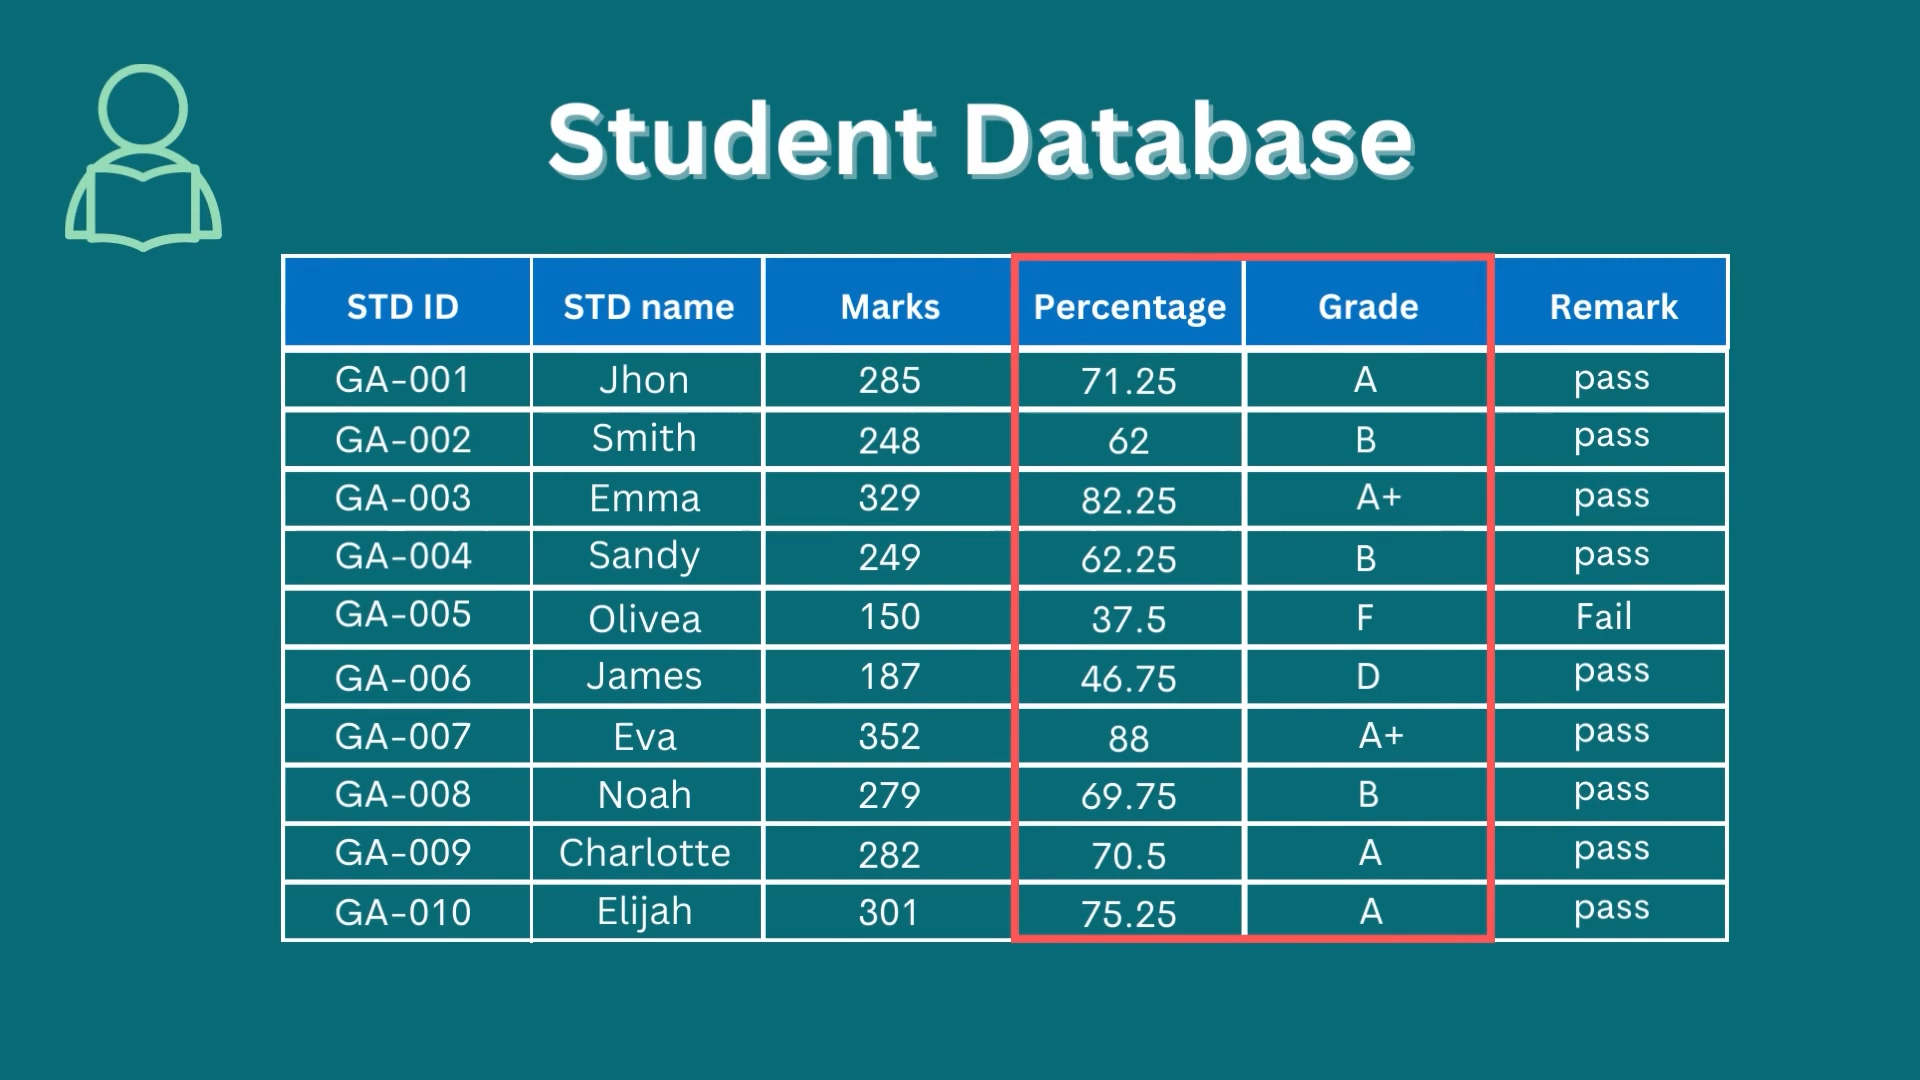 Student Database
STD ID STD name Marks Percentage Grade Remark
GA-001 Jhon 285 71.25 A pass
GA-002 Smith 248 62 B pass
GA-003 Emma 329 82.25 A+ pass
GA-004 Sandy 249 62.25 B pass
GA-005 Olivea 150 37.5 F Fail
GA-006 James 187 46.75 D pass
GA-007 Eva 352 88 A+ pass
GA-008 Noah 279 69.75 B pass
GA-009 Charlotte 282 70.5 A pass
GA-010 Elijah 301 75.25 A pass